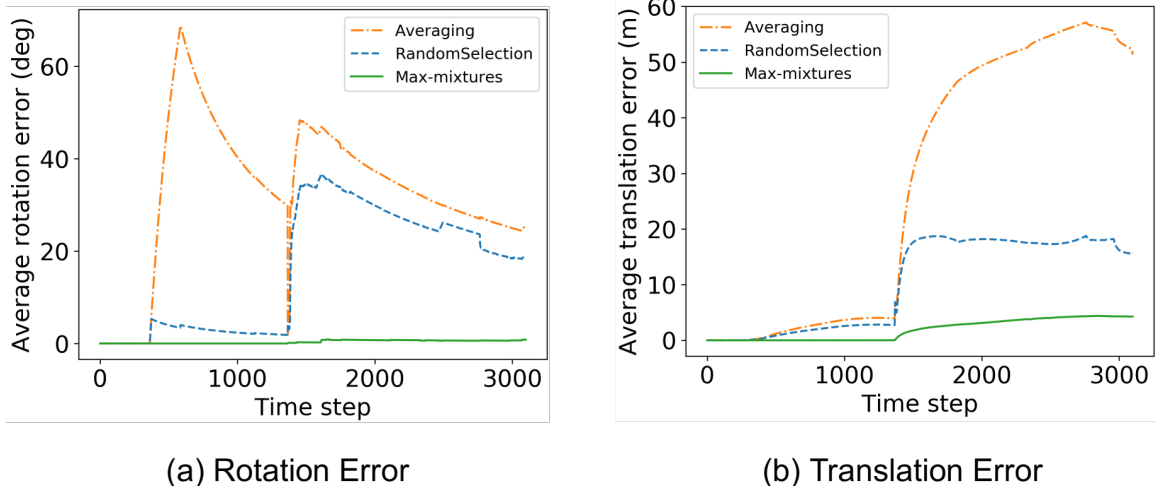 Average rotation error (deg)
60
40
20
0
Averaging
RandomSelection
Max-mixtures
0 1000 2000 3000
Time step
(a) Rotation Error
Average translation error (m)
60
50
40
30
20
10
0
Averaging
RandomSelection
Max-mixtures
0 1000 2000 3000
Time step
(b) Translation Error